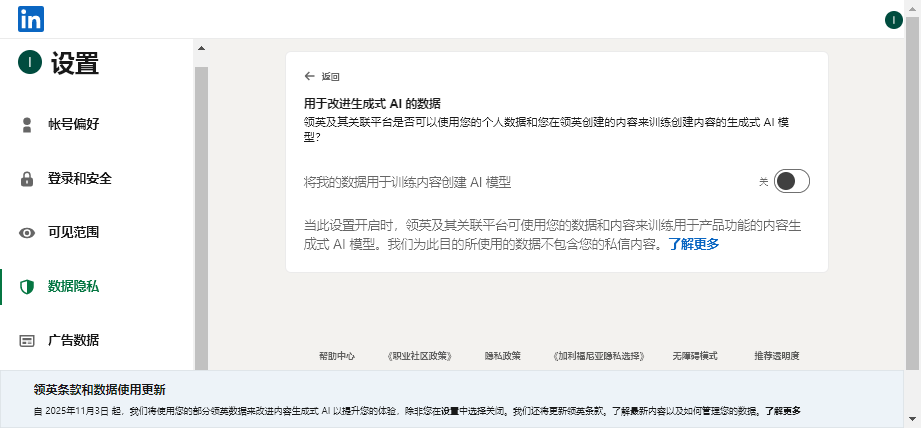 in
I
I 设置
帐号偏好
登录和安全
可见范围
数据隐私
广告数据
← 返回
用于改进生成式 AI 的数据
领英及其关联平台是否可以使用您的个人数据和您在领英创建的内容来训练创建内容的生成式 AI 模
型?
将我的数据用于训练内容创建 AI 模型 关
当此设置开启时，领英及其关联平台可使用您的数据和内容来训练用于产品功能的内容生
成式 AI 模型。我们为此目的所使用的数据不包含您的私信内容。了解更多
帮助中心 《职业社区政策》 隐私政策 《加利福尼亚隐私选择》 无障碍模式 推荐透明度
领英条款和数据使用更新
自 2025年11月3日 起，我们将使用您的部分领英数据来改进内容生成式 AI 以提升您的体验，除非您在设置中选择关闭。我们还将更新领英条款。了解最新内容以及如何管理您的数据。了解更多